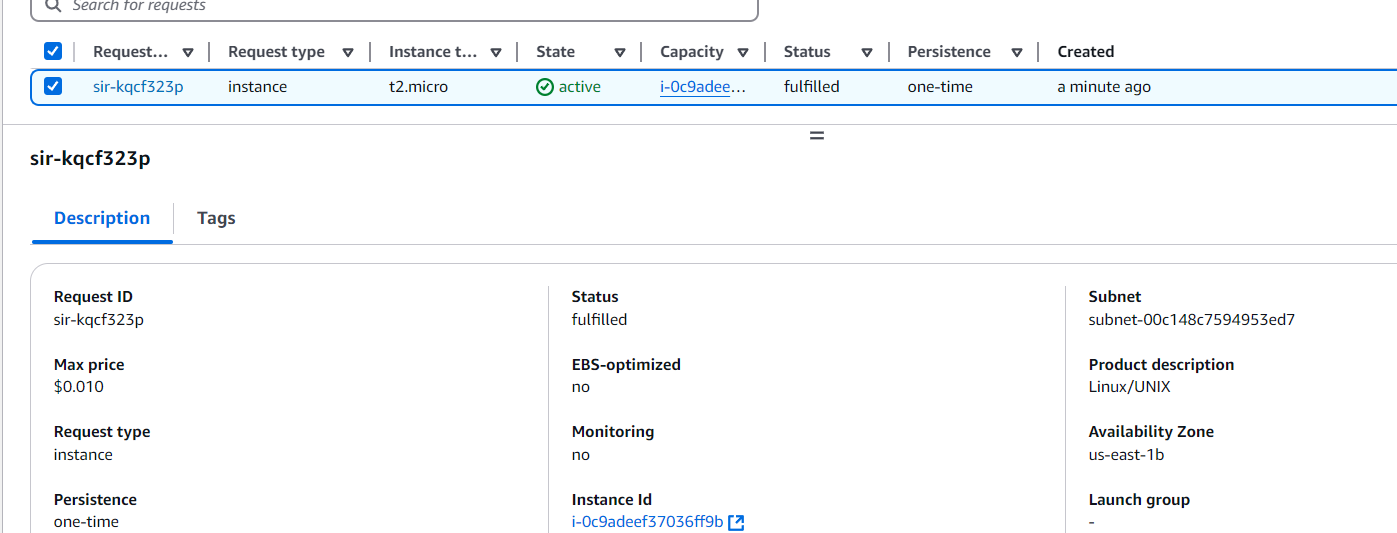 Search for requests
Request... Request type Instance t... State Capacity Status Persistence Created
sir-kqcf323p instance t2.micro active i-0c9adee... fulfilled one-time a minute ago
sir-kqcf323p
Description Tags
Request ID Status Subnet
sir-kqcf323p fulfilled subnet-00c148c7594953ed7
Max price EBS-optimized Product description
$0.010 no Linux/UNIX
Request type Monitoring Availability Zone
instance no us-east-1b
Persistence Instance Id Launch group
one-time i-0c9adeef37036ff9b -